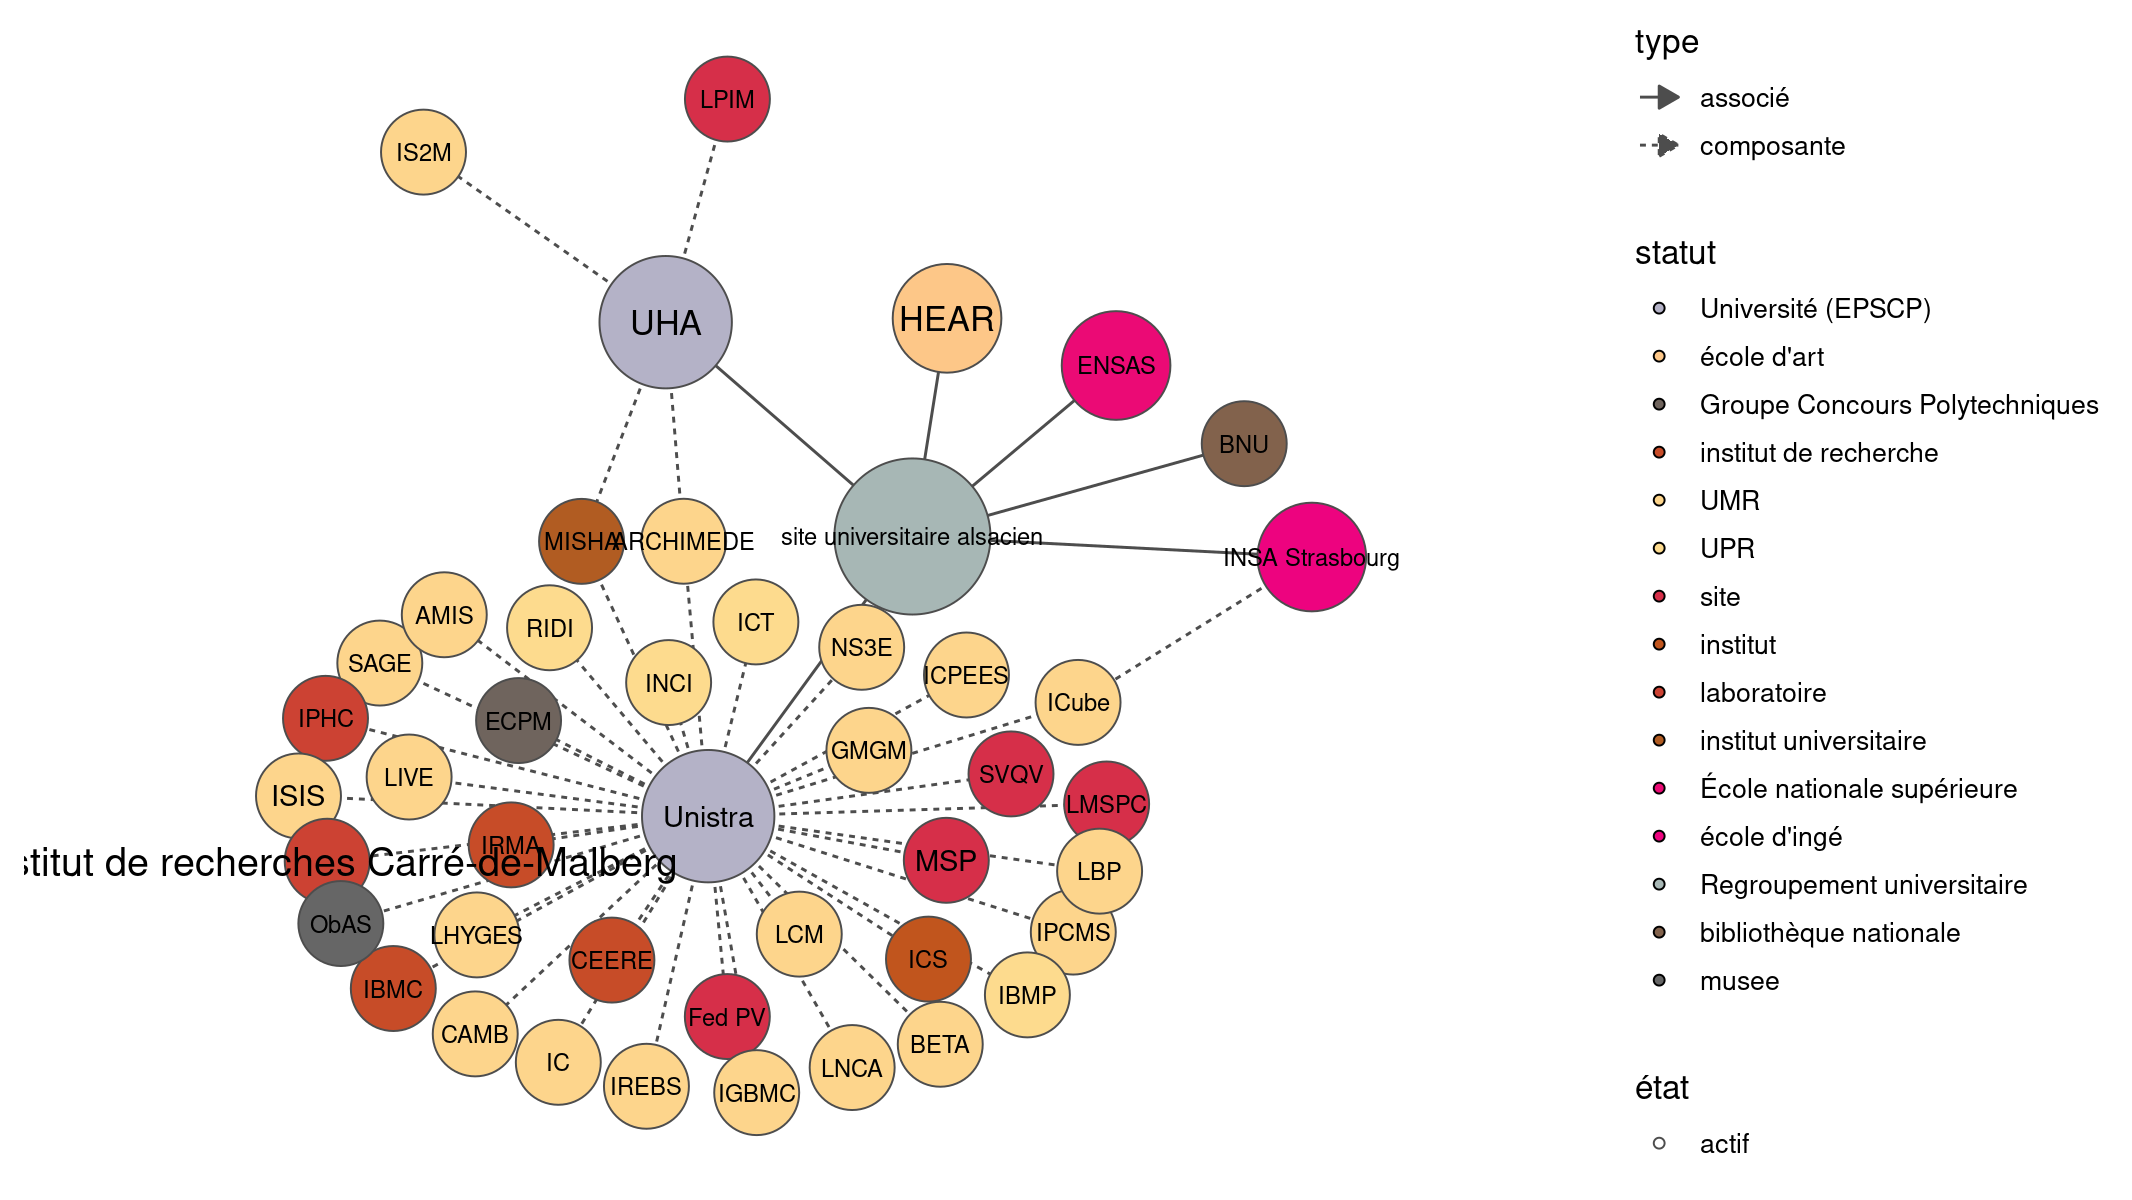 LPIM
IS2M
UHA
HEAR
ENSAS
BNU
site universitaire alsacien
INSA Strasbourg
MISHA
ARCHIMEDE
AMIS
RIDI
ICT
NS3E
SAGE
INCI
ICPEES
IPHC
ECPM
ICube
LIVE
GMGM
SVQV
ISIS
Unistra
LMSPC
IRMA
stitut de recherches Carré-de-Malberg
MSP
LBP
ObAS
LHYGES
LCM
IPCMS
CEERE
ICS
IBMC
IBMP
CAMB
IC
Fed PV
BETA
IREBS
IGBMC
LNCA
type
associé
composante
statut
Université (EPSCP)
école d'art
Groupe Concours Polytechniques
institut de recherche
UMR
UPR
site
institut
laboratoire
institut universitaire
École nationale supérieure
école d'ingé
Regroupement universitaire
bibliothèque nationale
musee
état
actif